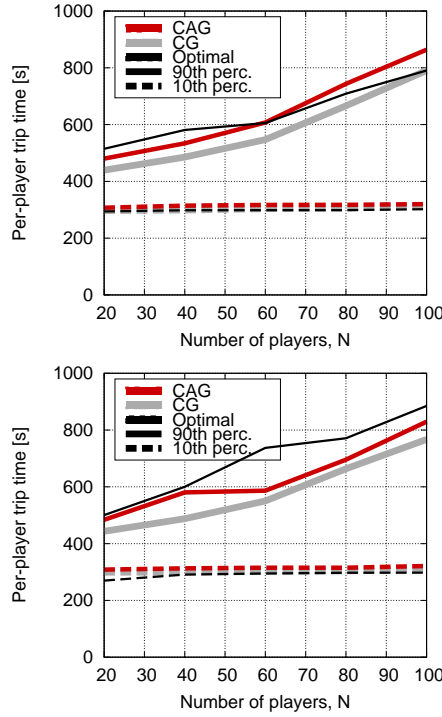 1000
800
600
400
200
0
Per-player trip time [s]
CAG
CG
Optimal
90th perc.
10th perc.
20 30 40 50 60 70 80 90 100
Number of players, N
1000
800
600
400
200
0
Per-player trip time [s]
CAG
CG
Optimal
90th perc.
10th perc.
20 30 40 50 60 70 80 90 100
Number of players, N